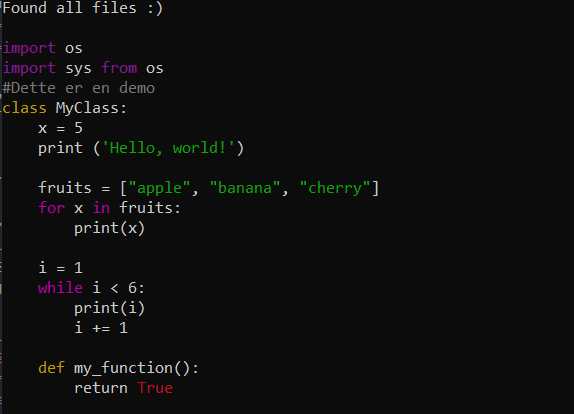 Found all files :)
import os
import sys from os
#Dette er en demo
class MyClass:
    x = 5
    print ('Hello, world!')
    fruits = ["apple", "banana", "cherry"]
    for x in fruits:
        print(x)
    i = 1
    while i < 6:
        print(i)
        i += 1
    def my_function():
        return True